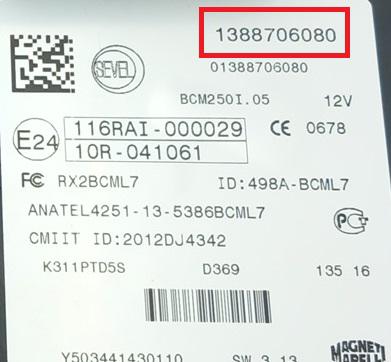 1388706080
SEVEL
01388706080
BCM250I.05 12V
E24 116RAI-000029 CE 0678
10R-041061
FC RX2BCML7 ID:498A-BCML7
ANATEL4251-13-5386BCML7
CMIIT ID:2012DJ4342
K311PTD5S D369 135 16
Y503441430110 SW 3.13 MAGNETI
MARELLI